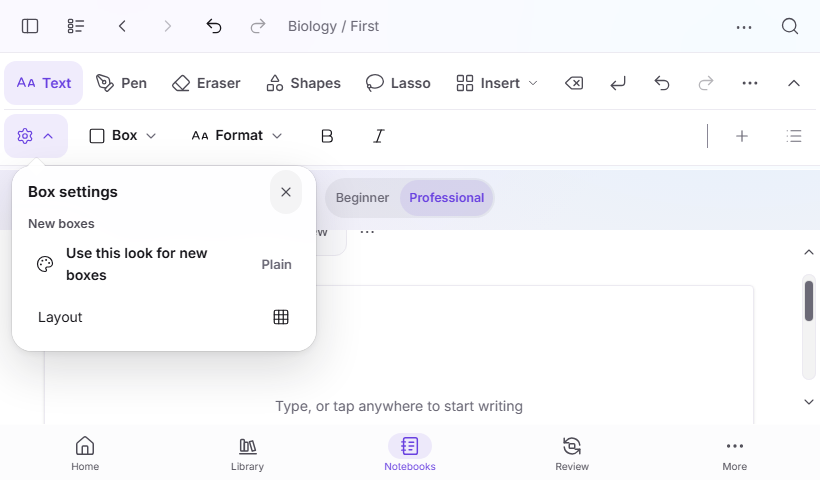 Biology / First
Text
Pen
Eraser
Shapes
Lasso
Insert
Box
Format
B
I
Box settings
Beginner
Professional
New boxes
Use this look for new
boxes
Plain
Layout
Type, or tap anywhere to start writing
Home
Library
Notebooks
Review
More